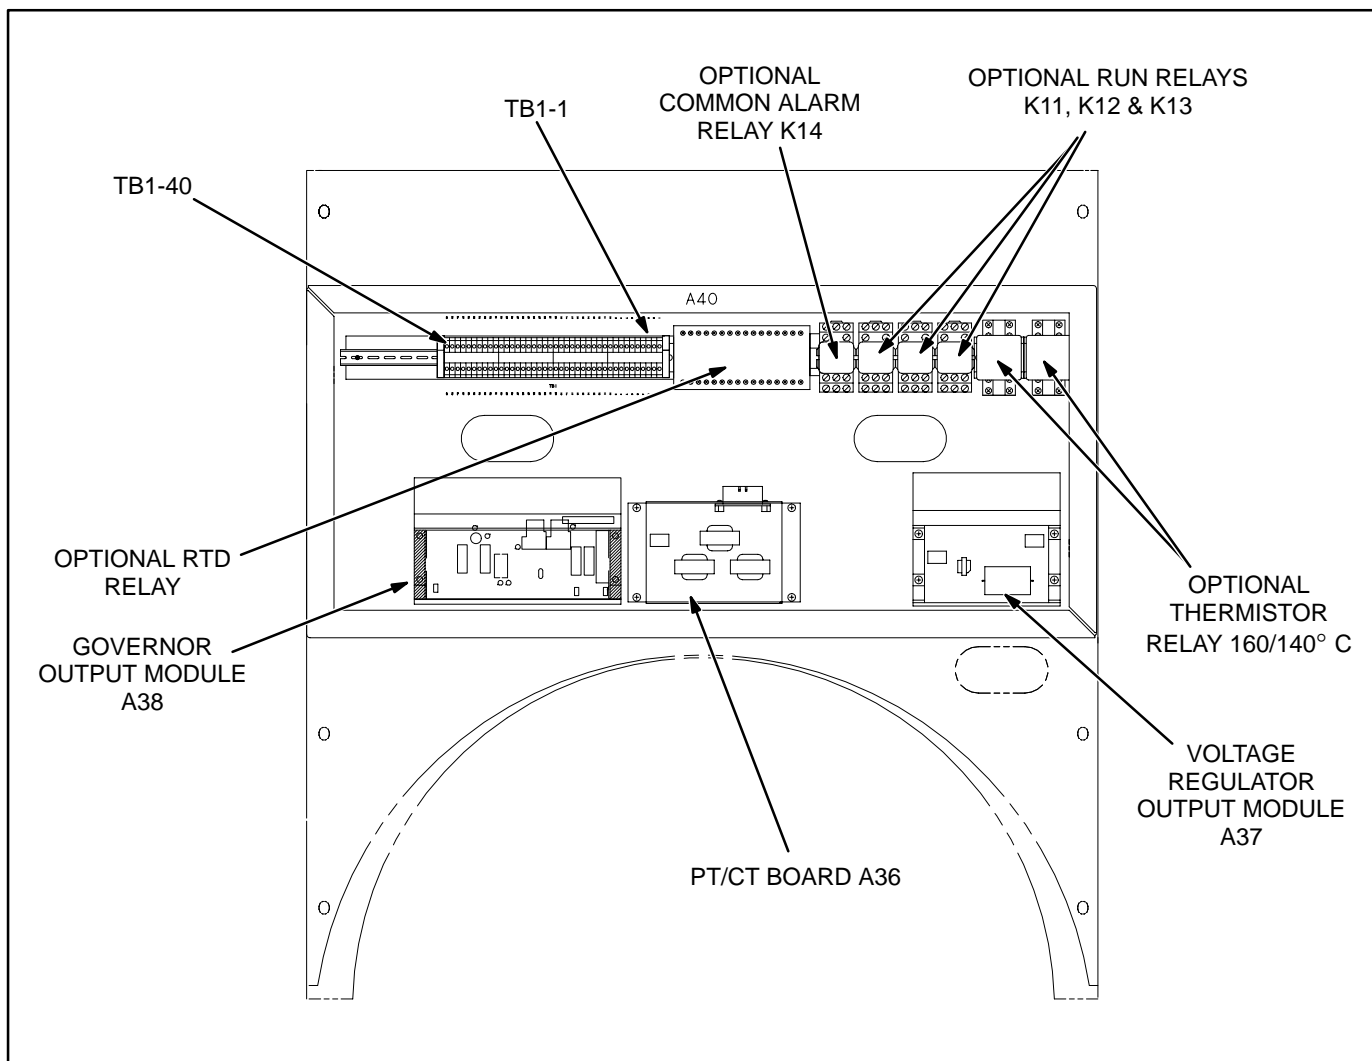 OPTIONAL
COMMON ALARM
RELAY K14
OPTIONAL RUN RELAYS
K11, K12 & K13
TB1-1
TB1-40
A40
TB1
OPTIONAL RTD
RELAY
GOVERNOR
OUTPUT MODULE
A38
OPTIONAL
THERMISTOR
RELAY 160/140° C
VOLTAGE
REGULATOR
OUTPUT MODULE
A37
PT/CT BOARD A36